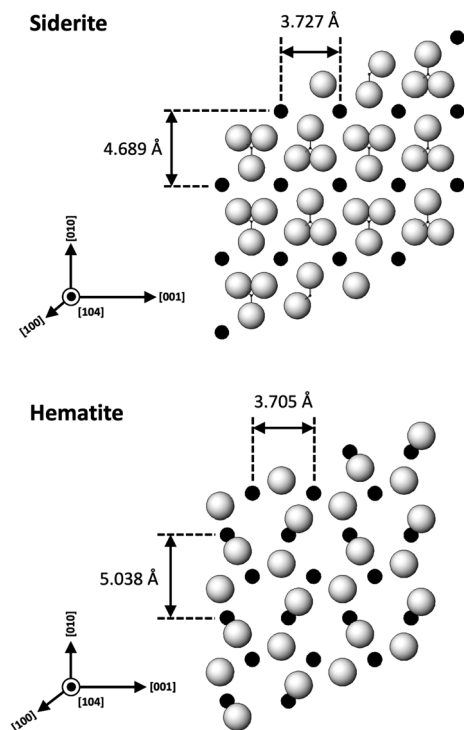 Siderite
3.727 Å
4.689 Å
[010]
[001]
[100]
[104]
Hematite
3.705 Å
5.038 Å
[010]
[001]
[100]
[104]